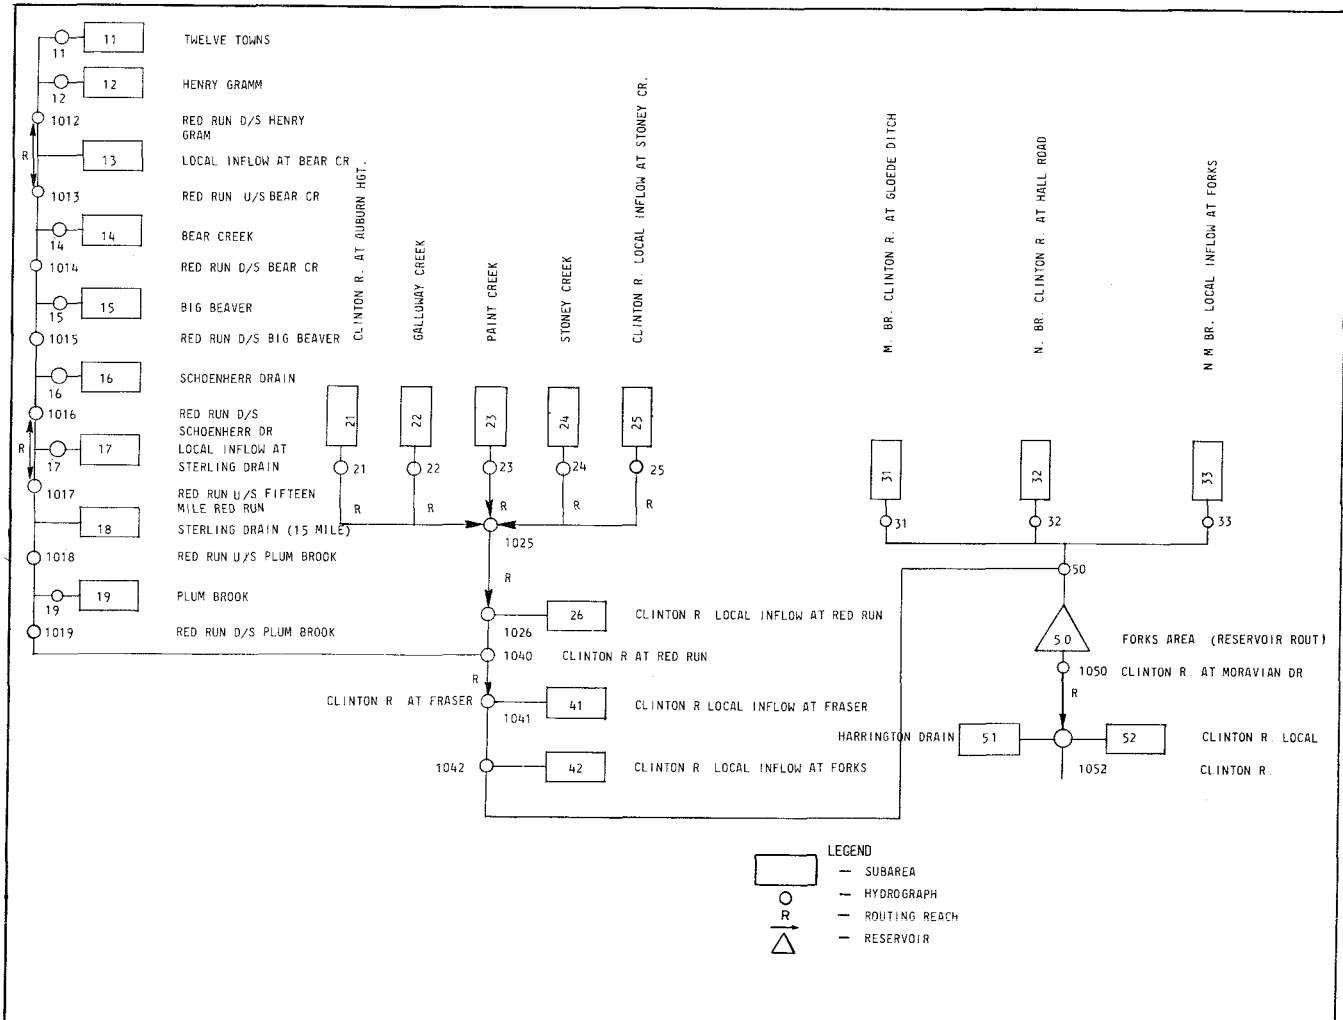 11
11
TWELVE TOWNS
12
12
HENRY GRAMM
1012
RED RUN D/S HENRY
GRAM
R
13
LOCAL INFLOW AT BEAR CR.
1013
RED RUN U/S BEAR CR
14
14
BEAR CREEK
1014
RED RUN D/S BEAR CR
15
15
BIG BEAVER
1015
RED RUN D/S BIG BEAVER
16
16
SCHOENHERR DRAIN
1016
RED RUN D/S
SCHOENHERR DR
R
17
17
LOCAL INFLOW AT
STERLING DRAIN
1017
RED RUN U/S FIFTEEN
MILE RED RUN
18
STERLING DRAIN (15 MILE)
1018
RED RUN U/S PLUM BROOK
19
19
PLUM BROOK
1019
RED RUN D/S PLUM BROOK
CLINTON R. AT AUBURN HGT.
GALLUWAY CREEK
PAINT CREEK
STONEY CREEK
CLINTON R. LOCAL INFLOW AT STONEY CR.
21
22
23
24
25
21
22
23
24
25
R
R
R
R
R
1025
R
26
CLINTON R LOCAL INFLOW AT RED RUN
1026
1040
CLINTON R AT RED RUN
R
CLINTON R AT FRASER
1041
41
CLINTON R LOCAL INFLOW AT FRASER
1042
42
CLINTON R LOCAL INFLOW AT FORKS
M. BR. CLINTON R. AT GLOEDE DITCH
N. BR. CLINTON R. AT HALL ROAD
N M BR. LOCAL INFLOW AT FORKS
31
32
33
31
32
33
50
50
FORKS AREA (RESERVOIR ROUT)
1050
CLINTON R. AT MORAVIAN DR
R
HARRINGTON DRAIN
51
52
CLINTON R. LOCAL
1052
CLINTON R.
LEGEND
— SUBAREA
— HYDROGRAPH
R — ROUTING REACH
— RESERVOIR